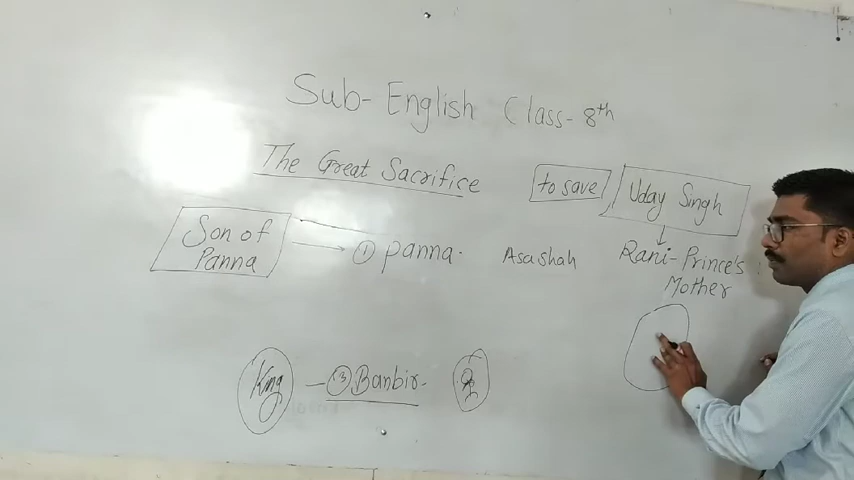 Sub- English Class- 8th
The Great Sacrifice
to save
Uday Singh
Son of
Panna
① Panna.
Asashah
Rani- Prince's
Mother
King
- ③ Banbir-